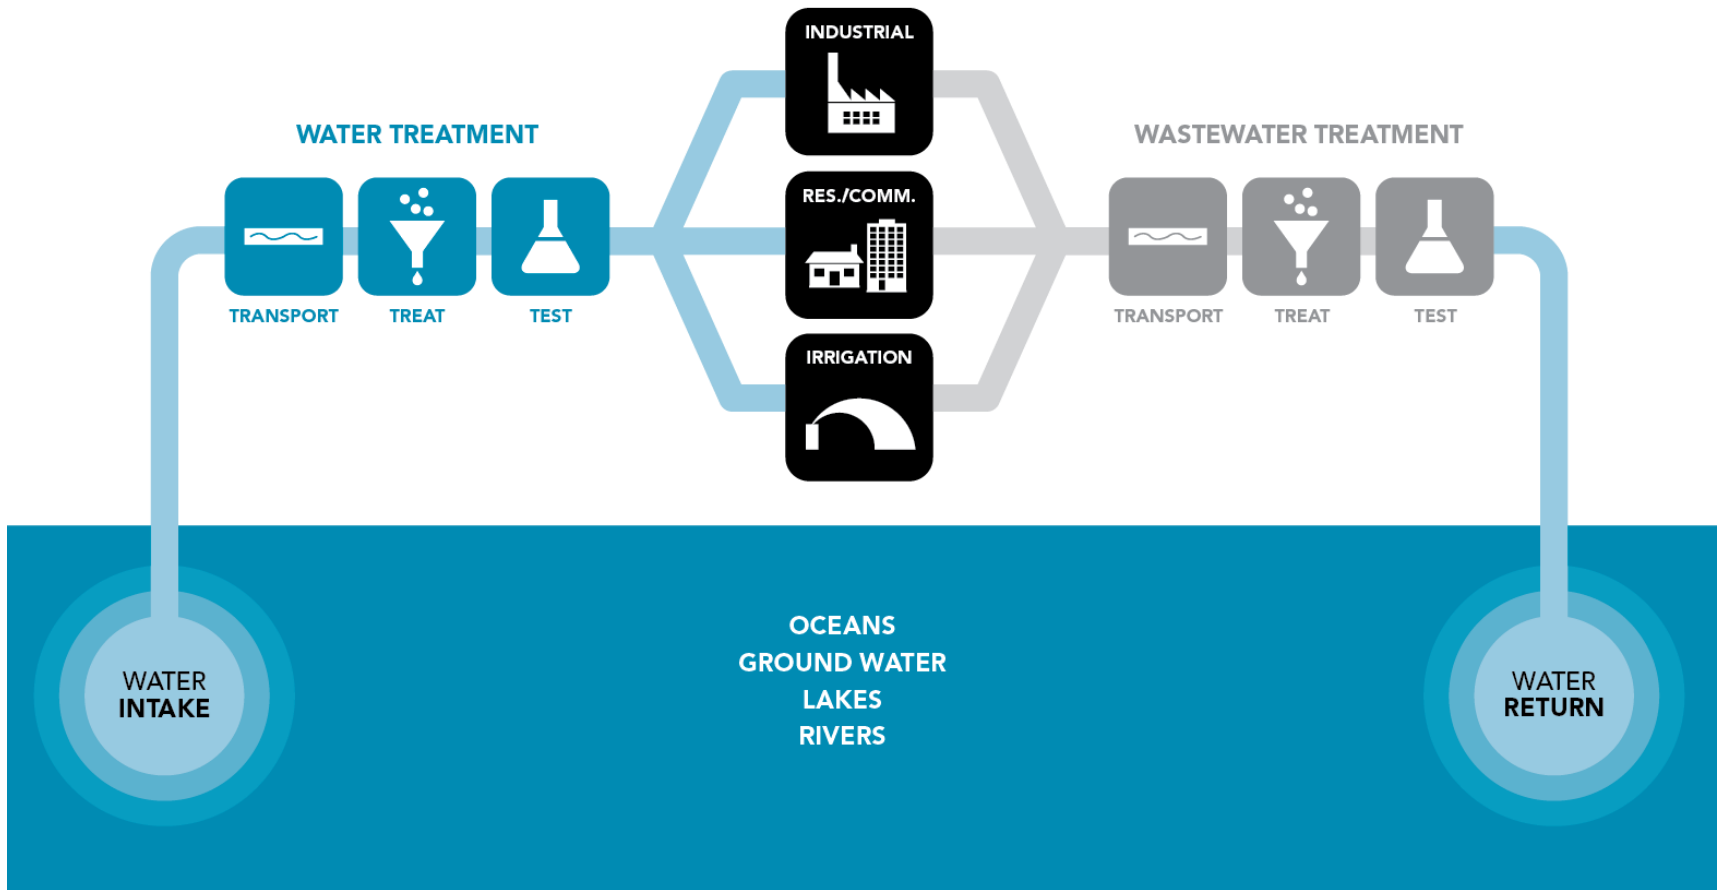 INDUSTRIAL
WATER TREATMENT
WASTEWATER TREATMENT
RES./COMM.
TRANSPORT
TREAT
TEST
TRANSPORT
TREAT
TEST
IRRIGATION
OCEANS
GROUND WATER
LAKES
RIVERS
WATER
INTAKE
WATER
RETURN